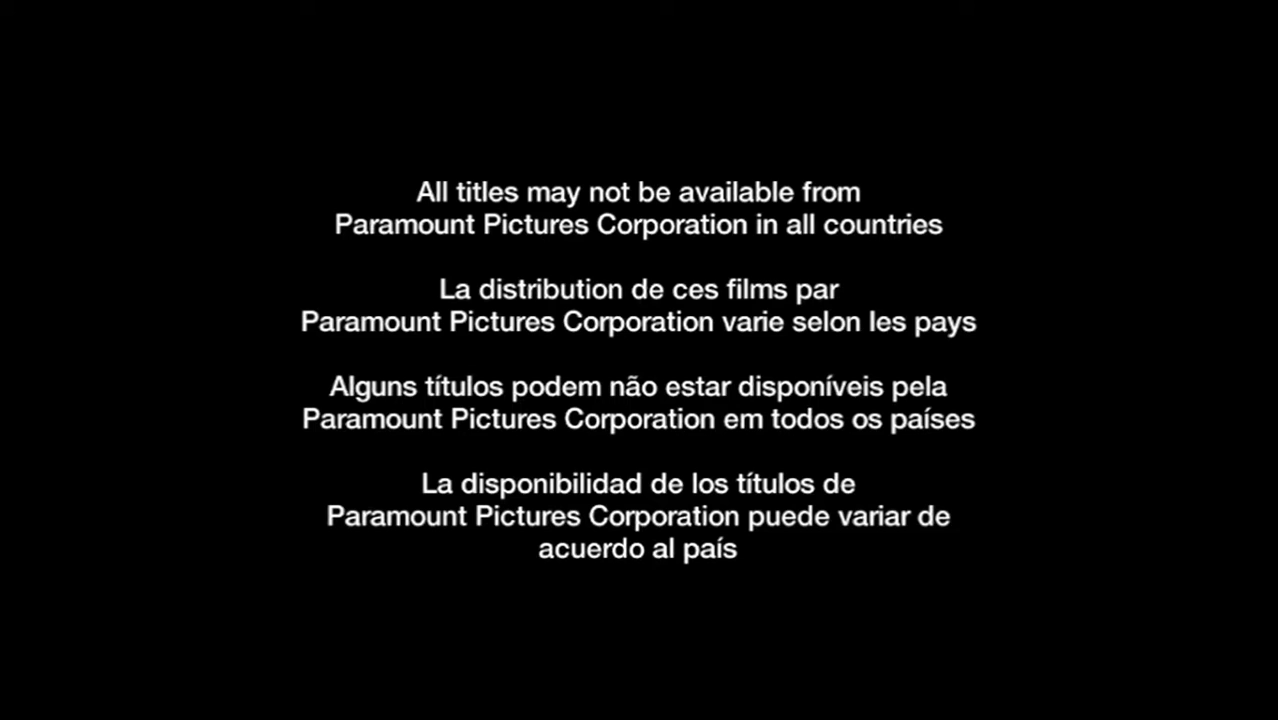 All titles may not be available from
Paramount Pictures Corporation in all countries
La distribution de ces films par
Paramount Pictures Corporation varie selon les pays
Alguns títulos podem não estar disponíveis pela
Paramount Pictures Corporation em todos os países
La disponibilidad de los títulos de
Paramount Pictures Corporation puede variar de
acuerdo al país